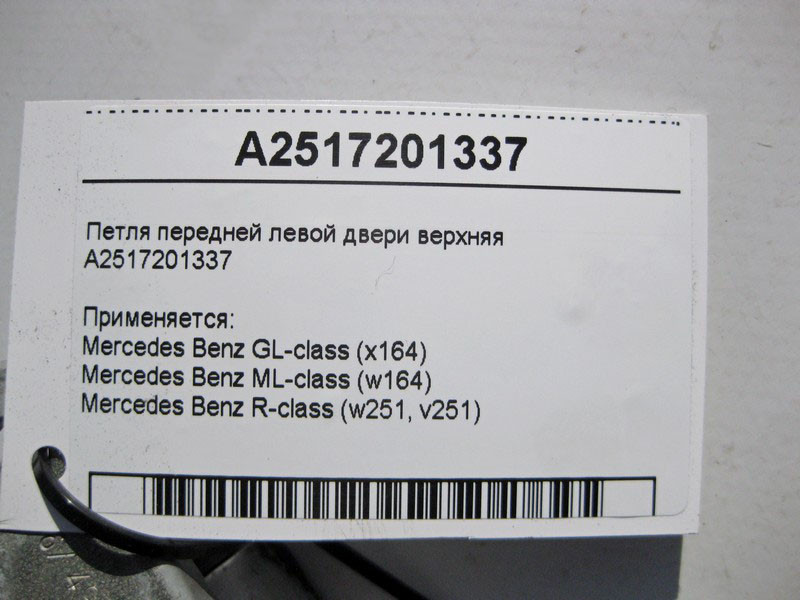 A2517201337
Петля передней левой двери верхняя
A2517201337
Применяется:
Mercedes Benz GL-class (x164)
Mercedes Benz ML-class (w164)
Mercedes Benz R-class (w251, v251)